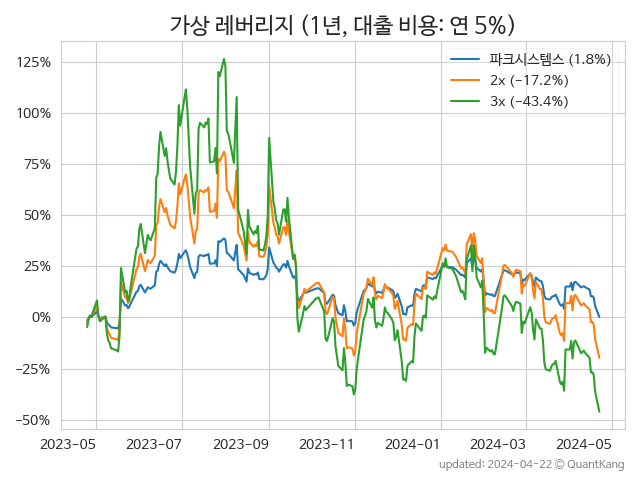 가상 레버리지 (1년, 대출 비용: 연 5%)
파크시스템스 (1.8%)
2x (−17.2%)
3x (−43.4%)
125%
100%
75%
50%
25%
0%
−25%
−50%
2023-05 2023-07 2023-09 2023-11 2024-01 2024-03 2024-05
updated: 2024-04-22 © QuantKang